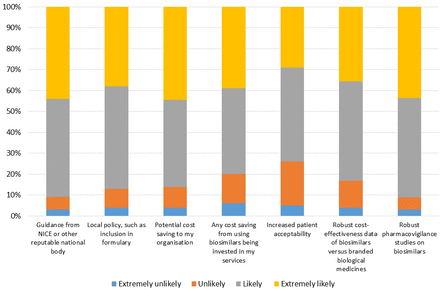 100%
90%
80%
70%
60%
50%
40%
30%
20%
10%
0%
Guidance from
NICE or other
reputable national
body
Local policy, such as
inclusion in
formulary
Potential cost
saving to my
organisation
Any cost saving
from using
biosimilars being
invested in my
services
Increased patient
acceptability
Robust cost-
effectiveness data
of biosimilars
versus branded
biological
medicines
Robust
pharmacovigilance
studies on
biosimilars
Extremely unlikely
Unlikely
Likely
Extremely likely